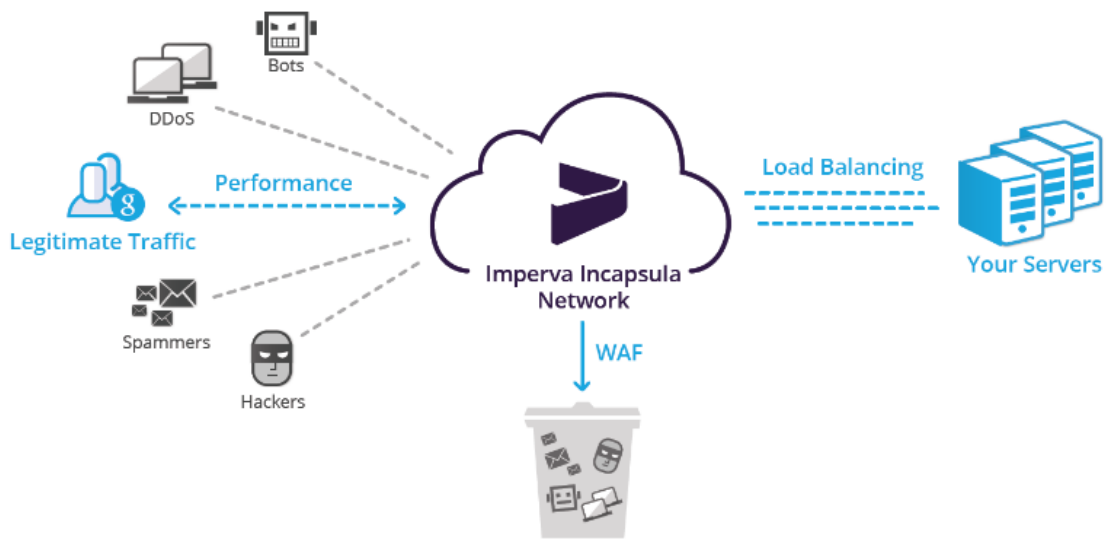 Bots
DDoS
Performance
Legitimate Traffic
Spammers
Hackers
Imperva Incapsula
Network
WAF
Load Balancing
Your Servers
g